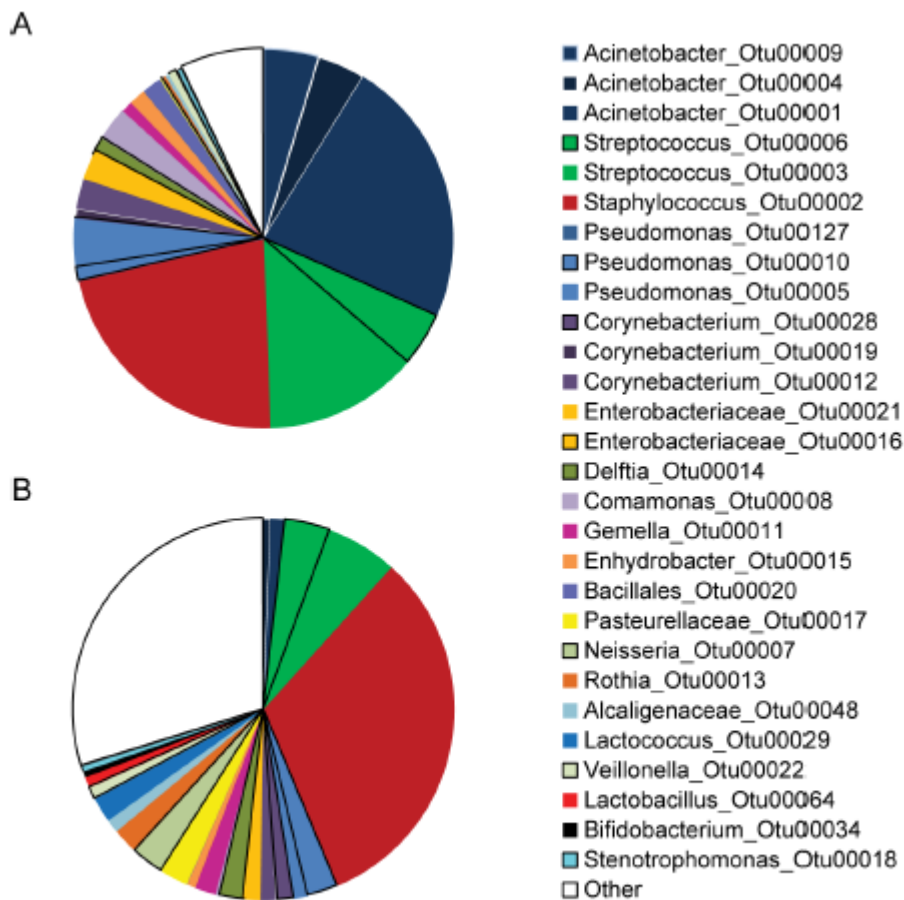 A
Acinetobacter_Otu00009
Acinetobacter_Otu00004
Acinetobacter_Otu00001
Streptococcus_Otu00006
Streptococcus_Otu00003
Staphylococcus_Otu00002
Pseudomonas_Otu00127
Pseudomonas_Otu00010
Pseudomonas_Otu00005
Corynebacterium_Otu00028
Corynebacterium_Otu00019
Corynebacterium_Otu00012
Enterobacteriaceae_Otu00021
Enterobacteriaceae_Otu00016
Delftia_Otu00014
B
Comamonas_Otu00008
Gemella_Otu00011
Enhydrobacter_Otu00015
Bacillales_Otu00020
Pasteurellaceae_Otu00017
Neisseria_Otu00007
Rothia_Otu00013
Alcaligenaceae_Otu00048
Lactococcus_Otu00029
Veillonella_Otu00022
Lactobacillus_Otu00064
Bifidobacterium_Otu00034
Stenotrophomonas_Otu00018
Other